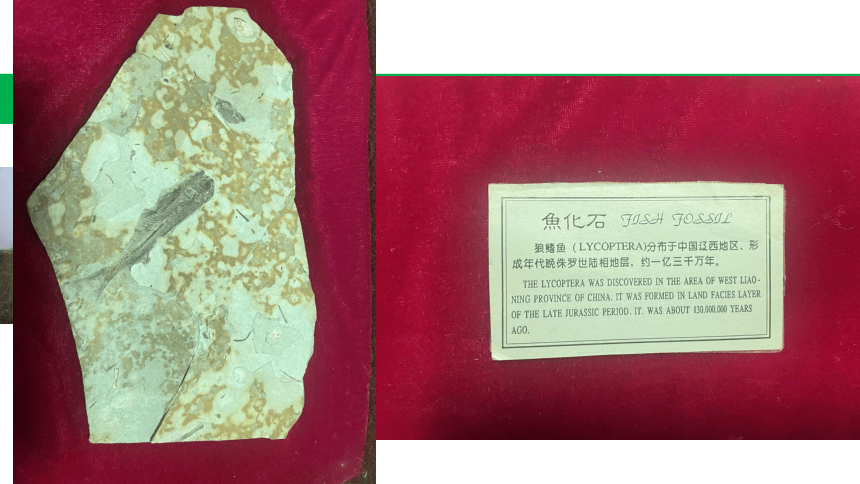 魚化石 FISH FOSSIL
狼鳍鱼 (LYCOPTERA)分布于中国辽西地区、形
成年代晚侏罗世陆相地层，约一亿三千万年。
THE LYCOPTERA WAS DISCOVERED IN THE AREA OF WEST LIAO-
NING PROVINCE OF CHINA. IT WAS FORMED IN LAND FACIES LAYER
OF THE LATE JURASSIC PERIOD. IT. WAS ABOUT 130.000.000 YEARS
AGO.